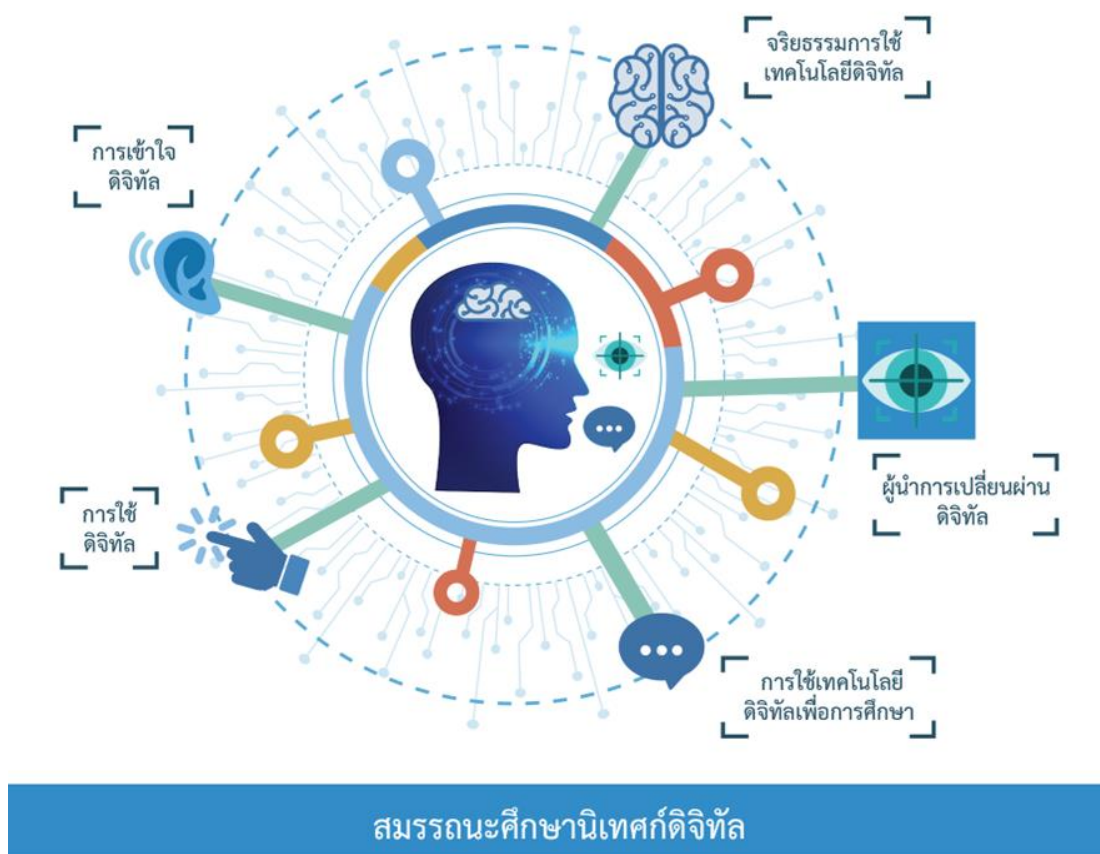 จริยธรรมการใช้
เทคโนโลยีดิจิทัล
การเข้าใจ
ดิจิทัล
ผู้นำการเปลี่ยนผ่าน
ดิจิทัล
การใช้
ดิจิทัล
การใช้เทคโนโลยี
ดิจิทัลเพื่อการศึกษา
สมรรถนะศึกษานิเทศก์ดิจิทัล